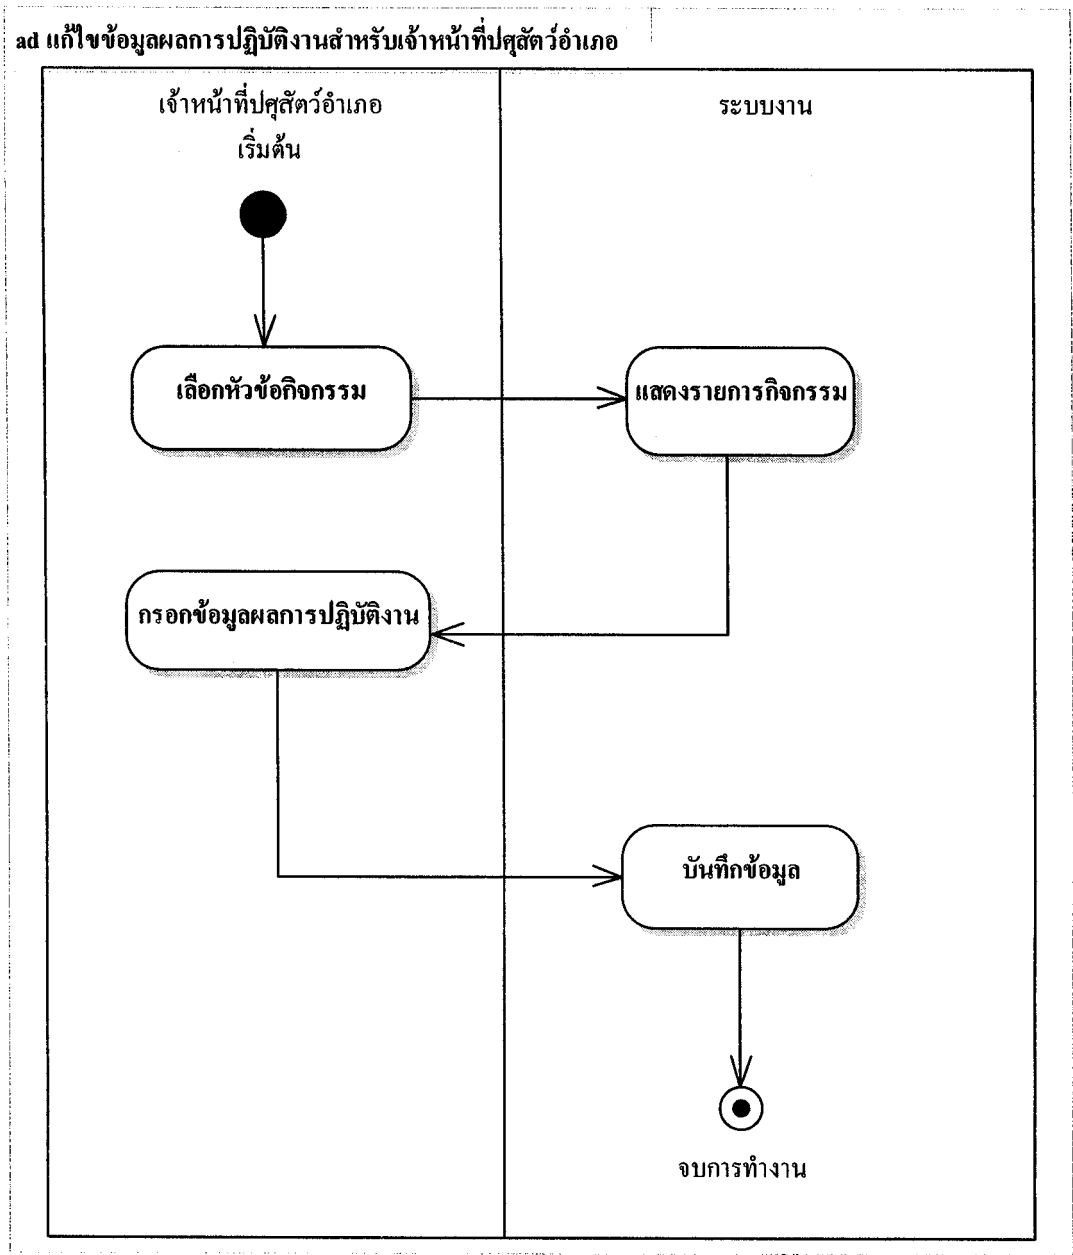 ad แก้ไขข้อมูลผลการปฏิบัติงานสำหรับเจ้าหน้าที่ปศุสัตว์อำเภอ
เจ้าหน้าที่ปศุสัตว์อำเภอ
ระบบงาน
เริ่มต้น
เลือกหัวข้อกิจกรรม
แสดงรายการกิจกรรม
กรอกข้อมูลผลการปฏิบัติงาน
บันทึกข้อมูล
จบการทำงาน